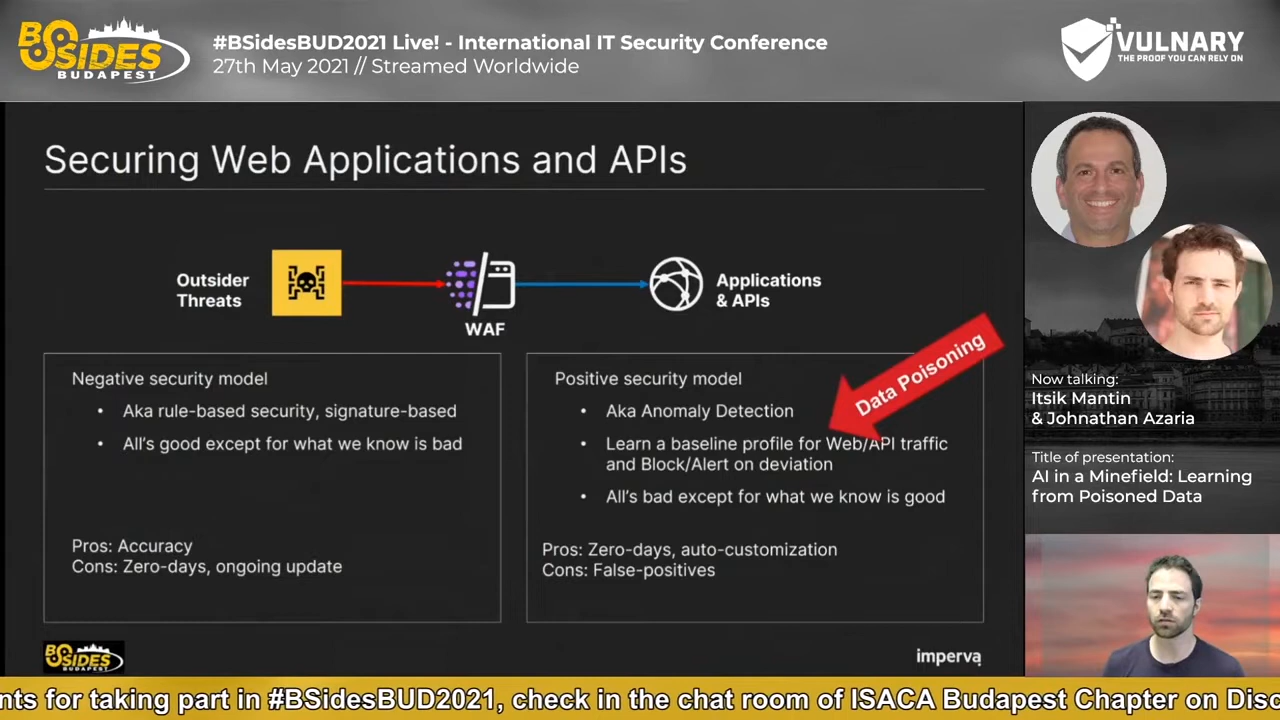 BSIDES
BUDAPEST
#BSidesBUD2021 Live! - International IT Security Conference
27th May 2021 // Streamed Worldwide
VULNARY
THE PROOF YOU CAN RELY ON
Securing Web Applications and APIs
Outsider
Threats
WAF
Applications
& APIs
Negative security model
• Aka rule-based security, signature-based
• All's good except for what we know is bad
Pros: Accuracy
Cons: Zero-days, ongoing update
Data Poisoning
Positive security model
• Aka Anomaly Detection
• Learn a baseline profile for Web/API traffic
and Block/Alert on deviation
• All's bad except for what we know is good
Pros: Zero-days, auto-customization
Cons: False-positives
BSIDES
BUDAPEST
imperva
Now talking:
Itsik Mantin
& Johnathan Azaria
Title of presentation:
AI in a Minefield: Learning
from Poisoned Data
nts for taking part in #BSidesBUD2021, check in the chat room of ISACA Budapest Chapter on Disc